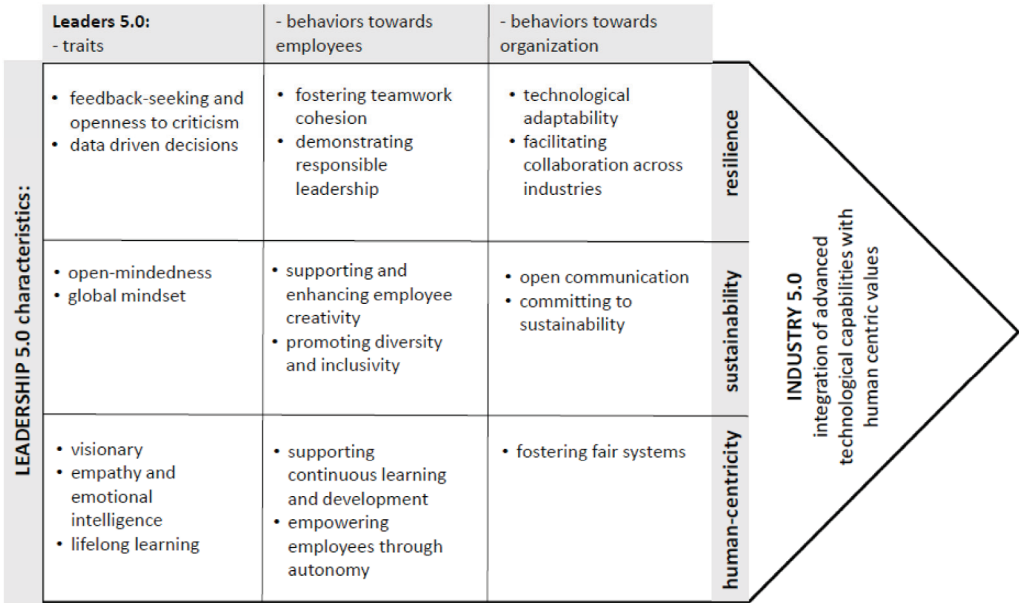 Leaders 5.0:
- traits
- behaviors towards
employees
- behaviors towards
organization
LEADERSHIP 5.0 characteristics:
• feedback-seeking and
openness to criticism
• data driven decisions
• fostering teamwork
cohesion
• demonstrating
responsible
leadership
• technological
adaptability
• facilitating
collaboration across
industries
resilience
• open-mindedness
• global mindset
• supporting and
enhancing employee
creativity
• promoting diversity
and inclusivity
• open communication
• committing to
sustainability
sustainability
• visionary
• empathy and
emotional
intelligence
• lifelong learning
• supporting
continuous learning
and development
• empowering
employees through
autonomy
• fostering fair systems
human-centricity
INDUSTRY 5.0
integration of advanced
technological capabilities with
human centric values